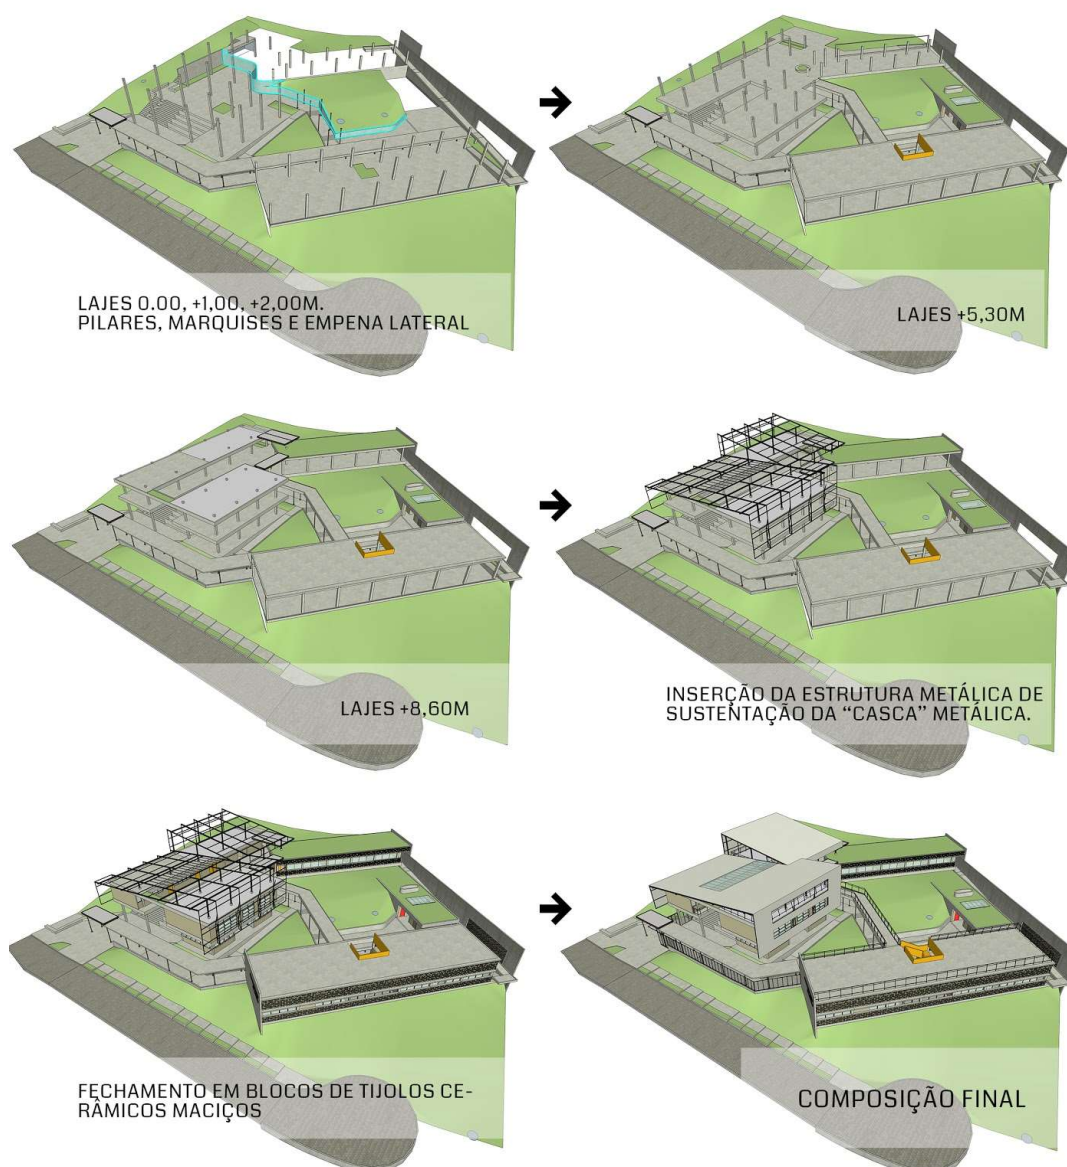 LAJES 0.00, +1,00, +2,00M.
PILARES, MARQUISES E EMPENA LATERAL
LAJES +5,30M
LAJES +8,60M
INSERÇÃO DA ESTRUTURA METÁLICA DE
SUSTENTAÇÃO DA “CASCA” METÁLICA.
FECHAMENTO EM BLOCOS DE TIJOLOS CE-
RÂMICOS MACIÇOS
COMPOSIÇÃO FINAL